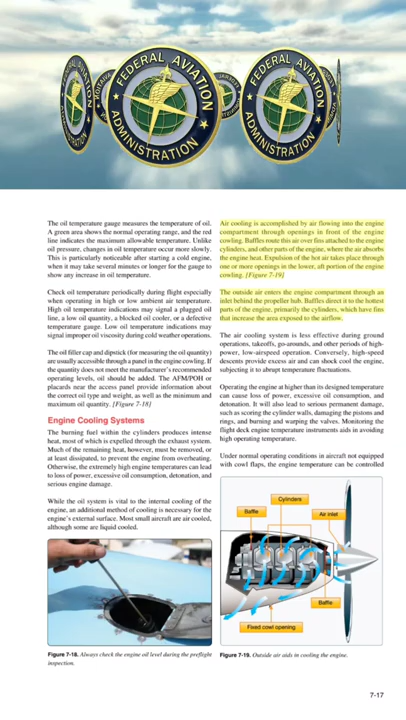 FEDERAL AVIATION
ADMINISTRATION
FEDERAL AVIATION
ADMINISTRATION
The oil temperature gauge measures the temperature of oil.
A green area shows the normal operating range, and the red
line indicates the maximum allowable temperature. Unlike
oil pressure, changes in oil temperature occur more slowly.
This is particularly noticeable after starting a cold engine,
when it may take several minutes or longer for the gauge to
show any increase in oil temperature.
Check oil temperature periodically during flight especially
when operating in high or low ambient air temperature.
High oil temperature indications may signal a plugged oil
line, a low oil quantity, a blocked oil cooler, or a defective
temperature gauge. Low oil temperature indications may
signal improper oil viscosity during cold weather operations.
The oil filler cap and dipstick (for measuring the oil quantity)
are usually accessible through a panel in the engine cowling. If
the quantity does not meet the manufacturer's recommended
operating levels, oil should be added. The AFM/POH or
placards near the access panel provide information about
the correct oil type and weight, as well as the minimum and
maximum oil quantity. [Figure 7-18]
Engine Cooling Systems
The burning fuel within the cylinders produces intense
heat, most of which is expelled through the exhaust system.
Much of the remaining heat, however, must be removed, or
at least dissipated, to prevent the engine from overheating.
Otherwise, the extremely high engine temperatures can lead
to loss of power, excessive oil consumption, detonation, and
serious engine damage.
While the oil system is vital to the internal cooling of the
engine, an additional method of cooling is necessary for the
engine's external surface. Most small aircraft are air cooled,
although some are liquid cooled.
Figure 7-18. Always check the engine oil level during the preflight
inspection.
Air cooling is accomplished by air flowing into the engine
compartment through openings in front of the engine
cowling. Baffles route this air over fins attached to the engine
cylinders, and other parts of the engine, where the air absorbs
the engine heat. Expulsion of the hot air takes place through
one or more openings in the lower, aft portion of the engine
cowling. [Figure 7-19]
The outside air enters the engine compartment through an
inlet behind the propeller hub. Baffles direct it to the hottest
parts of the engine, primarily the cylinders, which have fins
that increase the area exposed to the airflow.
The air cooling system is less effective during ground
operations, takeoffs, go-arounds, and other periods of high-
power, low-airspeed operation. Conversely, high-speed
descents provide excess air and can shock cool the engine,
subjecting it to abrupt temperature fluctuations.
Operating the engine at higher than its designed temperature
can cause loss of power, excessive oil consumption, and
detonation. It will also lead to serious permanent damage,
such as scoring the cylinder walls, damaging the pistons and
rings, and burning and warping the valves. Monitoring the
flight deck engine temperature instruments aids in avoiding
high operating temperature.
Under normal operating conditions in aircraft not equipped
with cowl flaps, the engine temperature can be controlled
Cylinders
Baffle
Air inlet
Baffle
Fixed cowl opening
Figure 7-19. Outside air aids in cooling the engine.
7-17